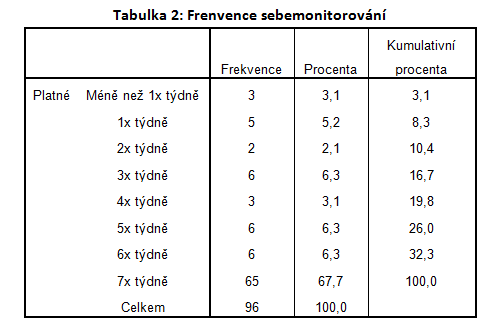 Tabulka 2: Frenvence sebemonitorování
Kumulativní
Frekvence Procenta procenta
Platné Méně než 1x týdně 3 3,1 3,1
1x týdně 5 5,2 8,3
2x týdně 2 2,1 10,4
3x týdně 6 6,3 16,7
4x týdně 3 3,1 19,8
5x týdně 6 6,3 26,0
6x týdně 6 6,3 32,3
7x týdně 65 67,7 100,0
Celkem 96 100,0